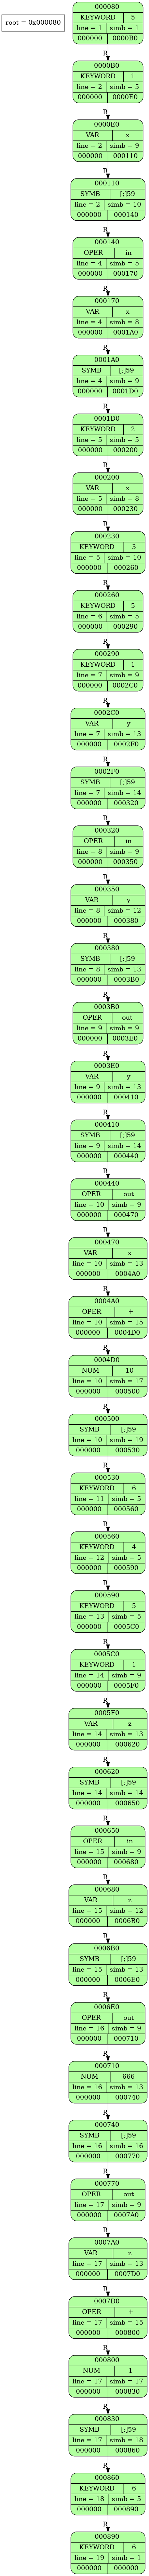 root = 0x000080
000080
KEYWORD 5
line = 1 simb = 1
000000 0000B0
R
0000B0
KEYWORD 1
line = 2 simb = 5
000000 0000E0
R
0000E0
VAR x
line = 2 simb = 9
000000 000110
R
000110
SYMB [;]59
line = 2 simb = 10
000000 000140
R
000140
OPER in
line = 4 simb = 5
000000 000170
R
000170
VAR x
line = 4 simb = 8
000000 0001A0
R
0001A0
SYMB [;]59
line = 4 simb = 9
000000 0001D0
R
0001D0
KEYWORD 2
line = 5 simb = 5
000000 000200
R
000200
VAR x
line = 5 simb = 8
000000 000230
R
000230
KEYWORD 3
line = 5 simb = 10
000000 000260
R
000260
KEYWORD 5
line = 6 simb = 5
000000 000290
R
000290
KEYWORD 1
line = 7 simb = 9
000000 0002C0
R
0002C0
VAR y
line = 7 simb = 13
000000 0002F0
R
0002F0
SYMB [;]59
line = 7 simb = 14
000000 000320
R
000320
OPER in
line = 8 simb = 9
000000 000350
R
000350
VAR y
line = 8 simb = 12
000000 000380
R
000380
SYMB [;]59
line = 8 simb = 13
000000 0003B0
R
0003B0
OPER out
line = 9 simb = 9
000000 0003E0
R
0003E0
VAR y
line = 9 simb = 13
000000 000410
R
000410
SYMB [;]59
line = 9 simb = 14
000000 000440
R
000440
OPER out
line = 10 simb = 9
000000 000470
R
000470
VAR x
line = 10 simb = 13
000000 0004A0
R
0004A0
OPER +
line = 10 simb = 15
000000 0004D0
R
0004D0
NUM 10
line = 10 simb = 17
000000 000500
R
000500
SYMB [;]59
line = 10 simb = 19
000000 000530
R
000530
KEYWORD 6
line = 11 simb = 5
000000 000560
R
000560
KEYWORD 4
line = 12 simb = 5
000000 000590
R
000590
KEYWORD 5
line = 13 simb = 5
000000 0005C0
R
0005C0
KEYWORD 1
line = 14 simb = 9
000000 0005F0
R
0005F0
VAR z
line = 14 simb = 13
000000 000620
R
000620
SYMB [;]59
line = 14 simb = 14
000000 000650
R
000650
OPER in
line = 15 simb = 9
000000 000680
R
000680
VAR z
line = 15 simb = 12
000000 0006B0
R
0006B0
SYMB [;]59
line = 15 simb = 13
000000 0006E0
R
0006E0
OPER out
line = 16 simb = 9
000000 000710
R
000710
NUM 666
line = 16 simb = 13
000000 000740
R
000740
SYMB [;]59
line = 16 simb = 16
000000 000770
R
000770
OPER out
line = 17 simb = 9
000000 0007A0
R
0007A0
VAR z
line = 17 simb = 13
000000 0007D0
R
0007D0
OPER +
line = 17 simb = 15
000000 000800
R
000800
NUM 1
line = 17 simb = 17
000000 000830
R
000830
SYMB [;]59
line = 17 simb = 18
000000 000860
R
000860
KEYWORD 6
line = 18 simb = 5
000000 000890
R
000890
KEYWORD 6
line = 19 simb = 1
000000 000000